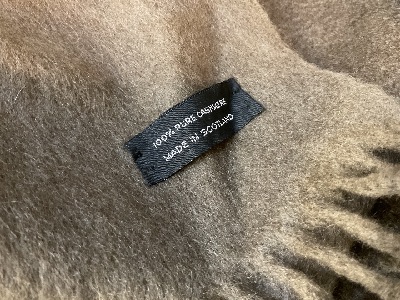 100% PURE CASHMERE
MADE IN SCOTLAND